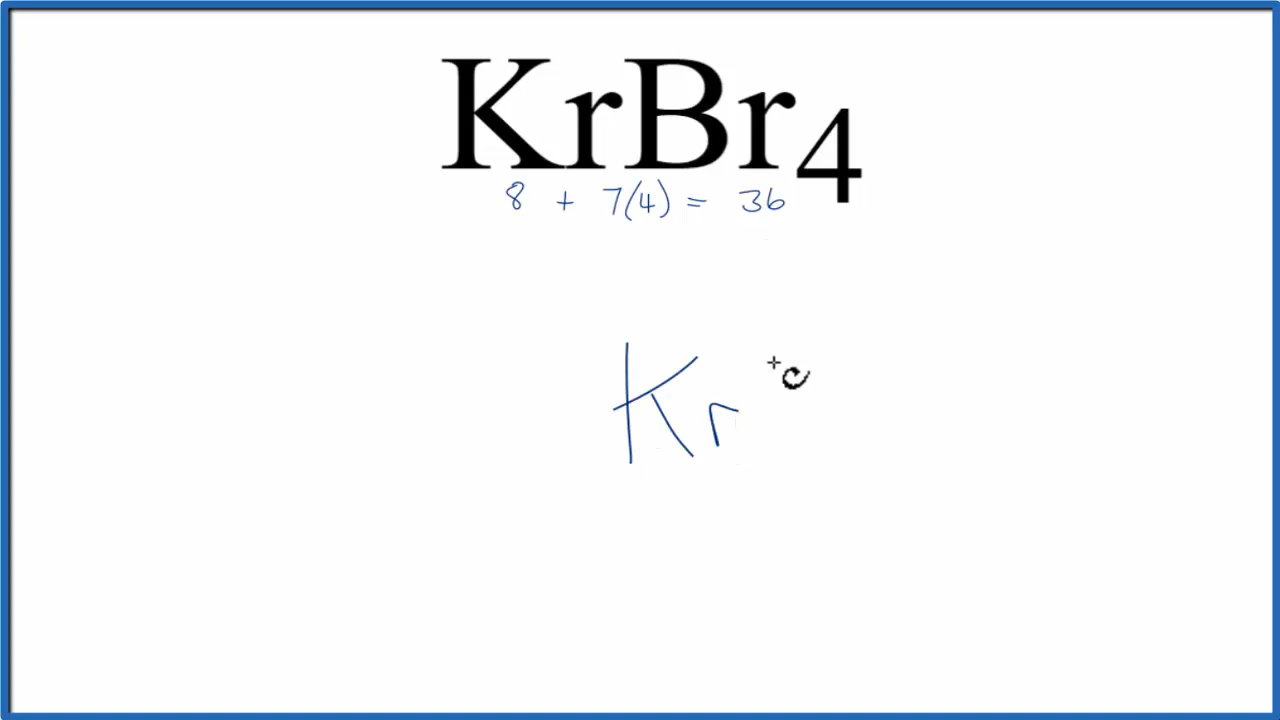 KrBr₄
8 + 7(4) = 36
Kr